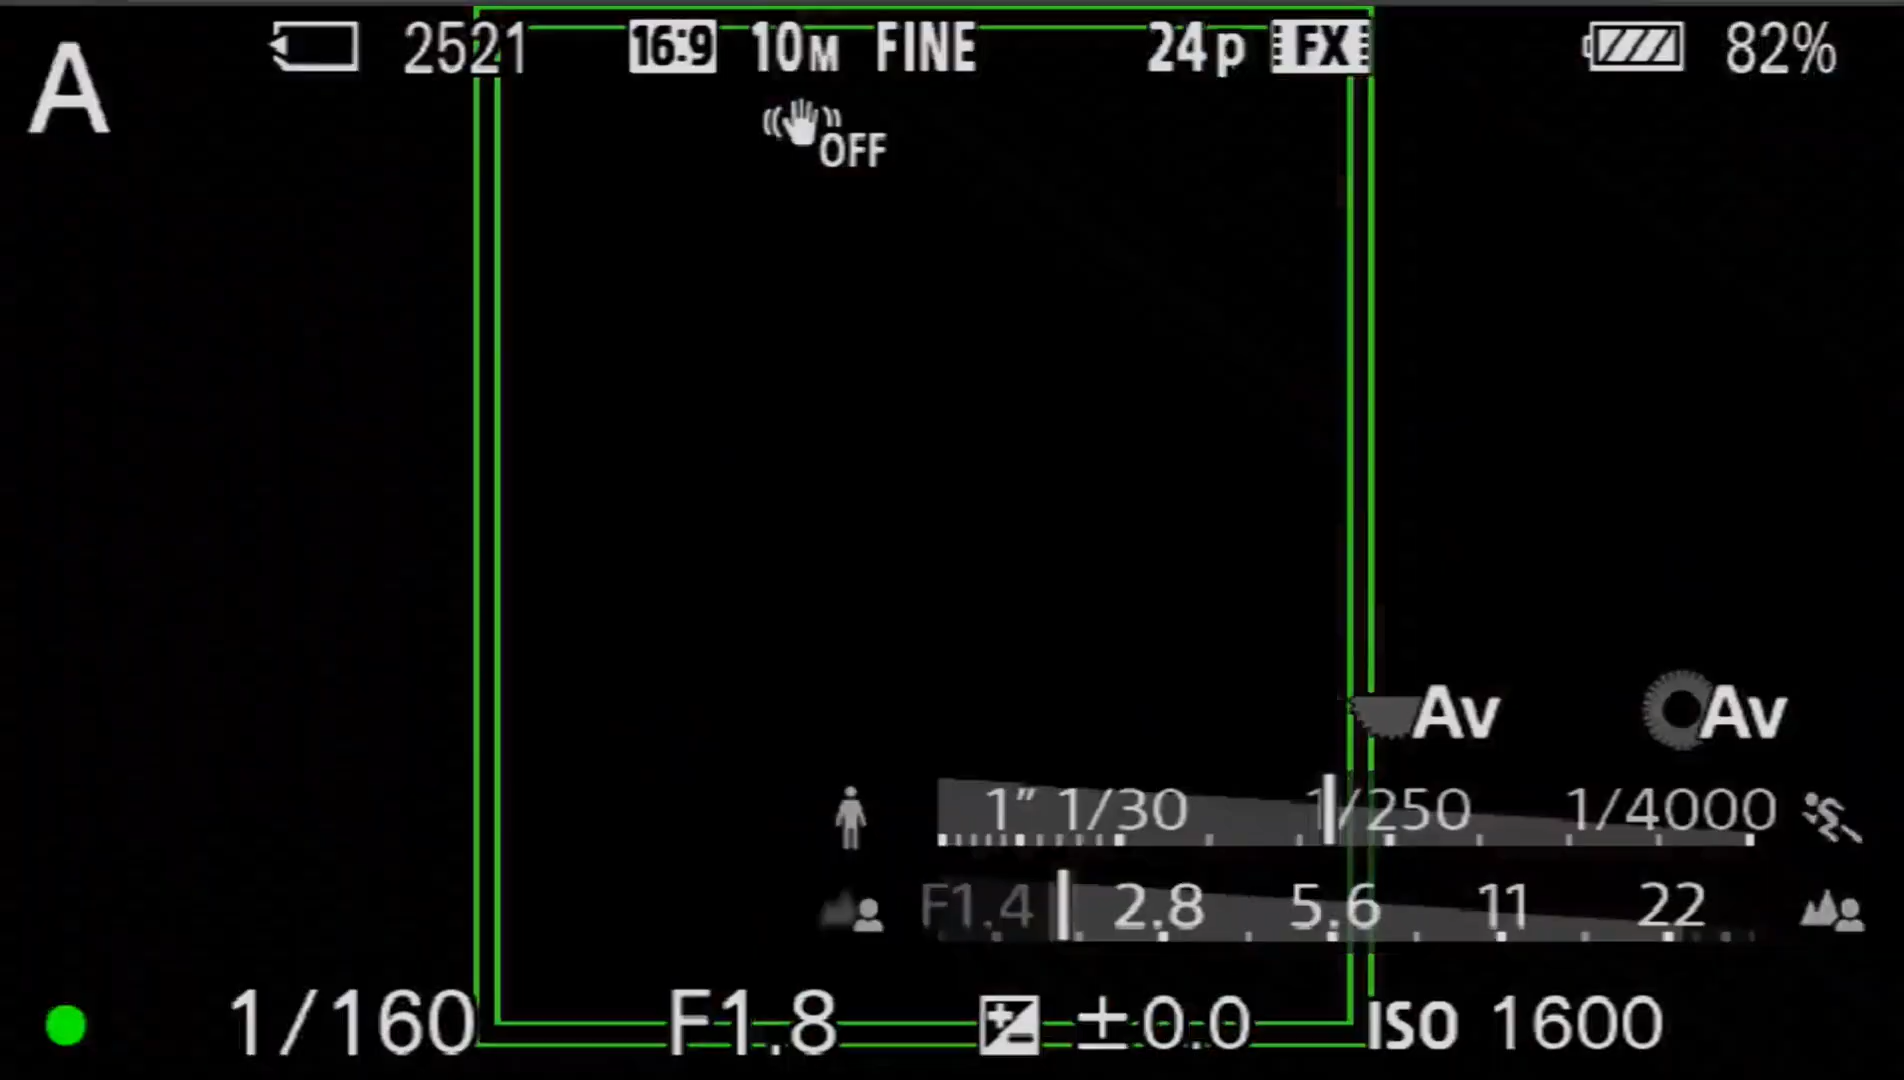 A 2521 16:9 10M FINE 24p FX 82%
OFF
Av Av
1" 1/30 1/250 1/4000
F1.4 2.8 5.6 11 22
1/160 F1.8 ±0.0 ISO 1600